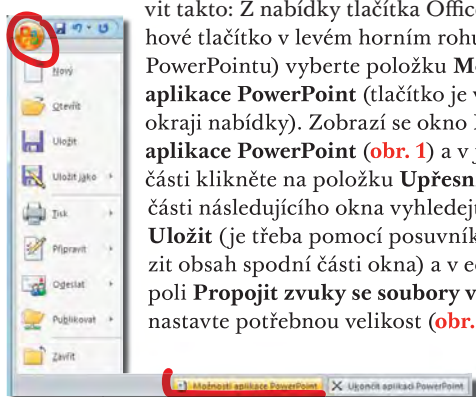 Nový
Otevřít
Uložit
Uložit jako
Tisk
Připravit
Odeslat
Publikovat
Zavřít
Možnosti aplikace PowerPoint
Ukončit aplikaci PowerPoint
vit takto: Z nabídky tlačítka Offic
hové tlačítko v levém horním rohu
PowerPointu) vyberte položku M
aplikace PowerPoint (tlačítko je v
okraji nabídky). Zobrazí se okno
aplikace PowerPoint (obr. 1) a v j
části klikněte na položku Upřesn
části následujícího okna vyhledej
Uložit (je třeba pomocí posuvník
zit obsah spodní části okna) a v e
poli Propojit zvuky se soubory v
nastavte potřebnou velikost (obr.